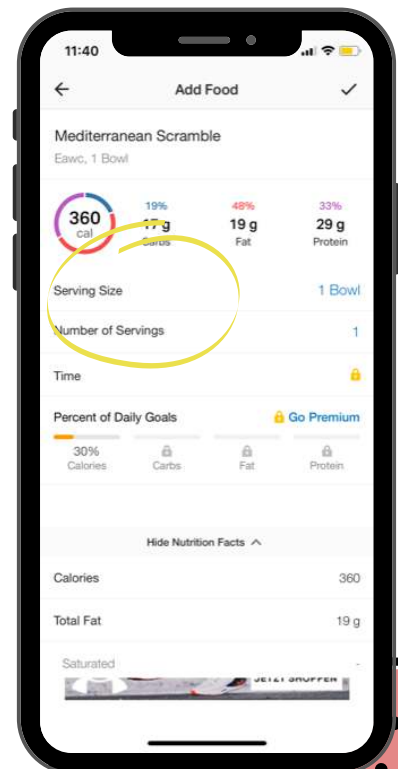 11:40
Add Food
Mediterranean Scramble
Eawc, 1 Bowl
360
cal
19%
17 g
Carbs
48%
19 g
Fat
33%
29 g
Protein
Serving Size 1 Bowl
Number of Servings 1
Time
Percent of Daily Goals Go Premium
30%
Calories Carbs Fat Protein
Hide Nutrition Facts
Calories 360
Total Fat 19 g
Saturated -
JETZT SHOPPEN